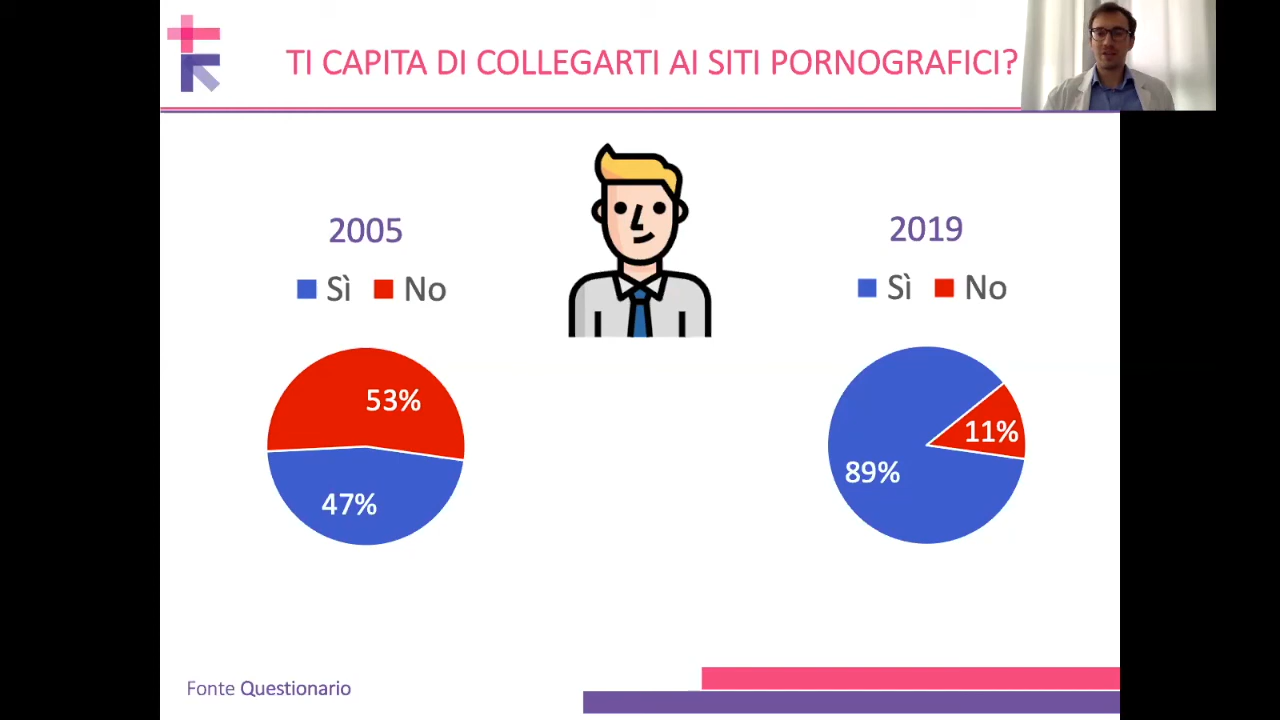 TI CAPITA DI COLLEGARTI AI SITI PORNOGRAFICI?
2005
Sì No
53%
47%
2019
Sì No
11%
89%
Fonte Questionario